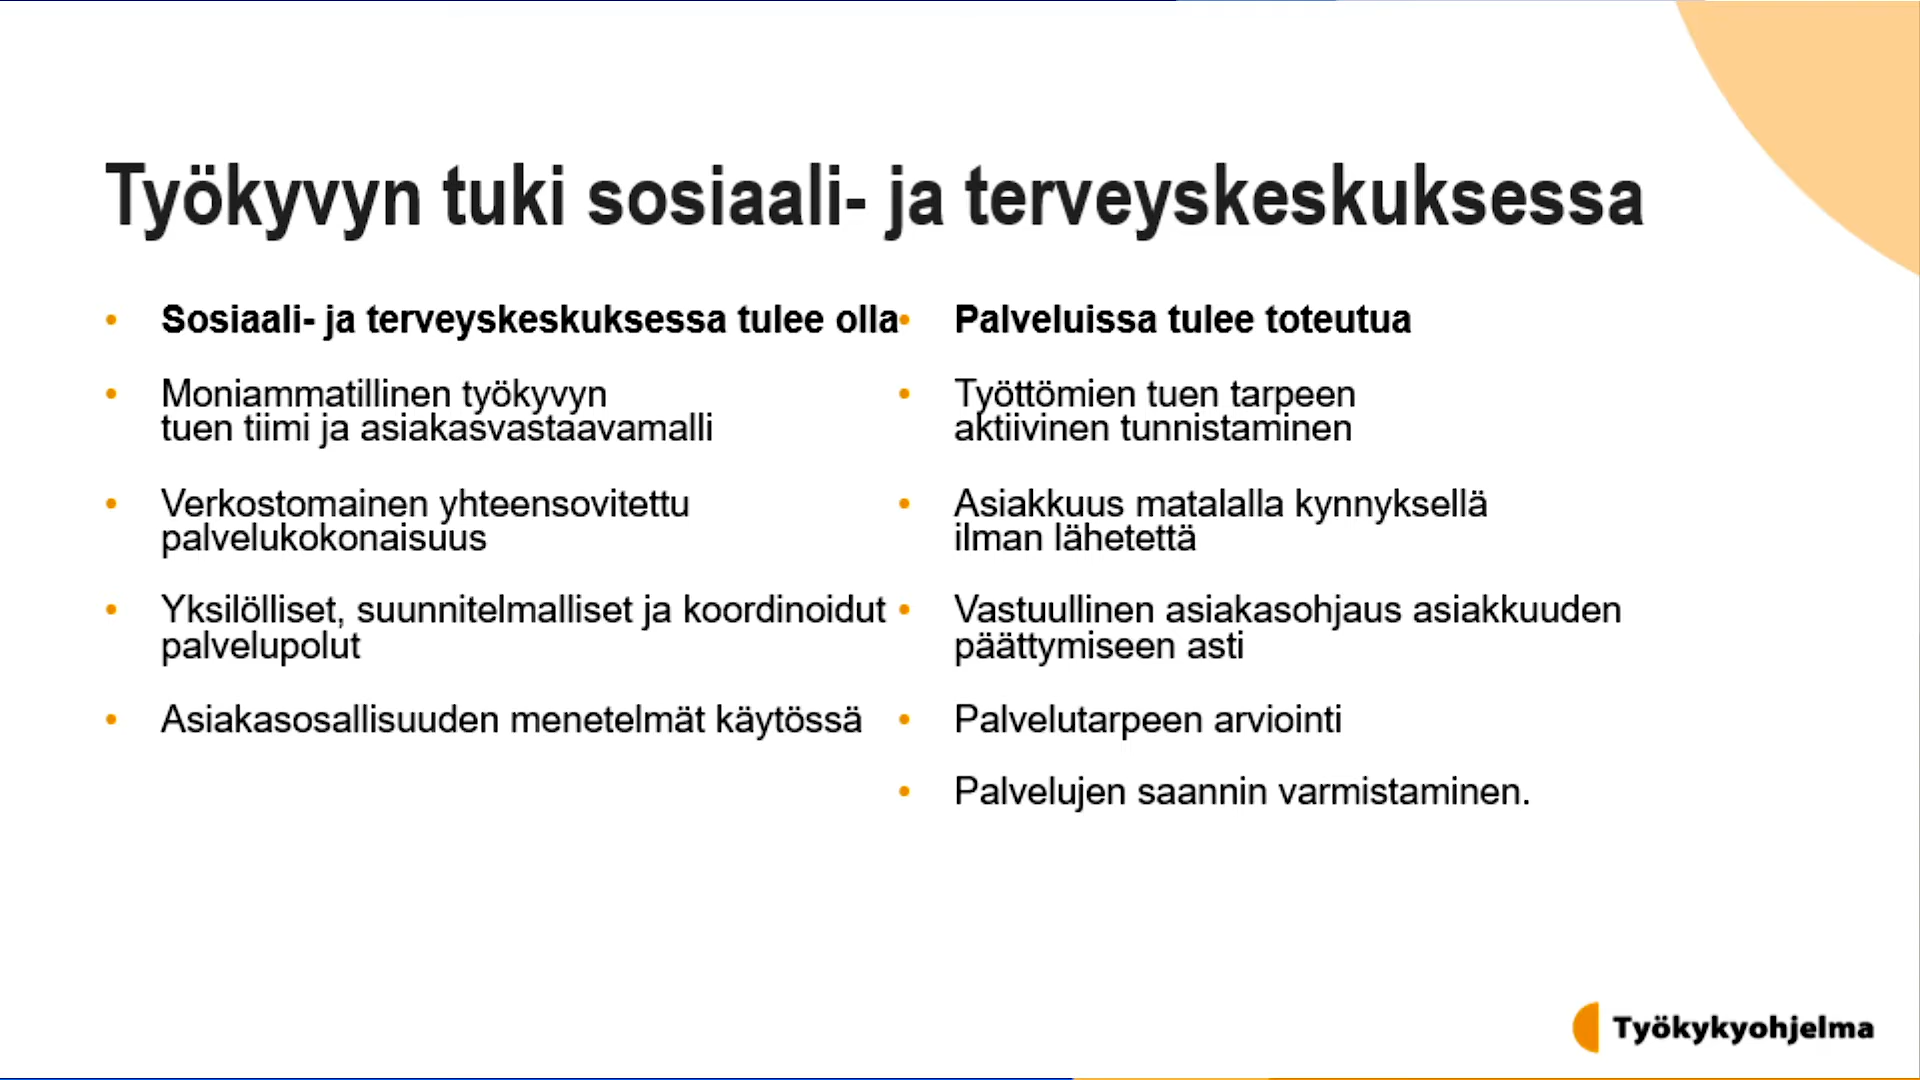 Työkyvyn tuki sosiaali- ja terveyskeskuksessa
• Sosiaali- ja terveyskeskuksessa tulee olla
• Moniammatillinen työkyvyn
tuen tiimi ja asiakasvastaavamalli
• Verkostomainen yhteensovitettu
palvelukokonaisuus
• Yksilölliset, suunnitelmalliset ja koordinoidut
palvelupolut
• Asiakasosallisuuden menetelmät käytössä
• Palveluissa tulee toteutua
• Työttömien tuen tarpeen
aktiivinen tunnistaminen
• Asiakkuus matalalla kynnyksellä
ilman lähetettä
• Vastuullinen asiakasohjaus asiakkuuden
päättymiseen asti
• Palvelutarpeen arviointi
• Palvelujen saannin varmistaminen.
Työkykyohjelma